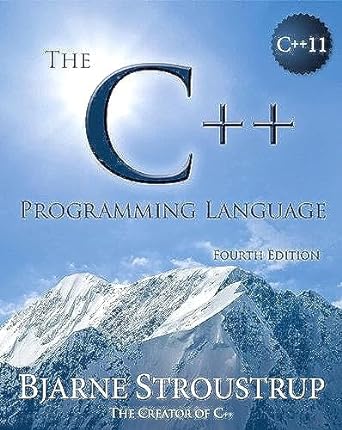 C++11
THE
C++
PROGRAMMING LANGUAGE
FOURTH EDITION
BJARNE STROUSTRUP
THE CREATOR OF C++